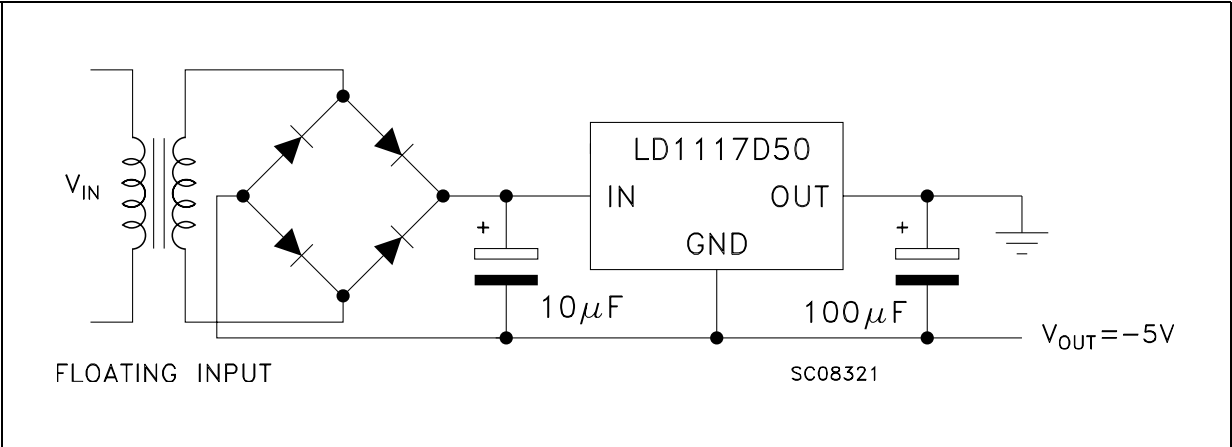 LD1117D50
V_IN
IN
OUT
GND
+
+
10μF
100μF
V_OUT=−5V
FLOATING INPUT
SC08321